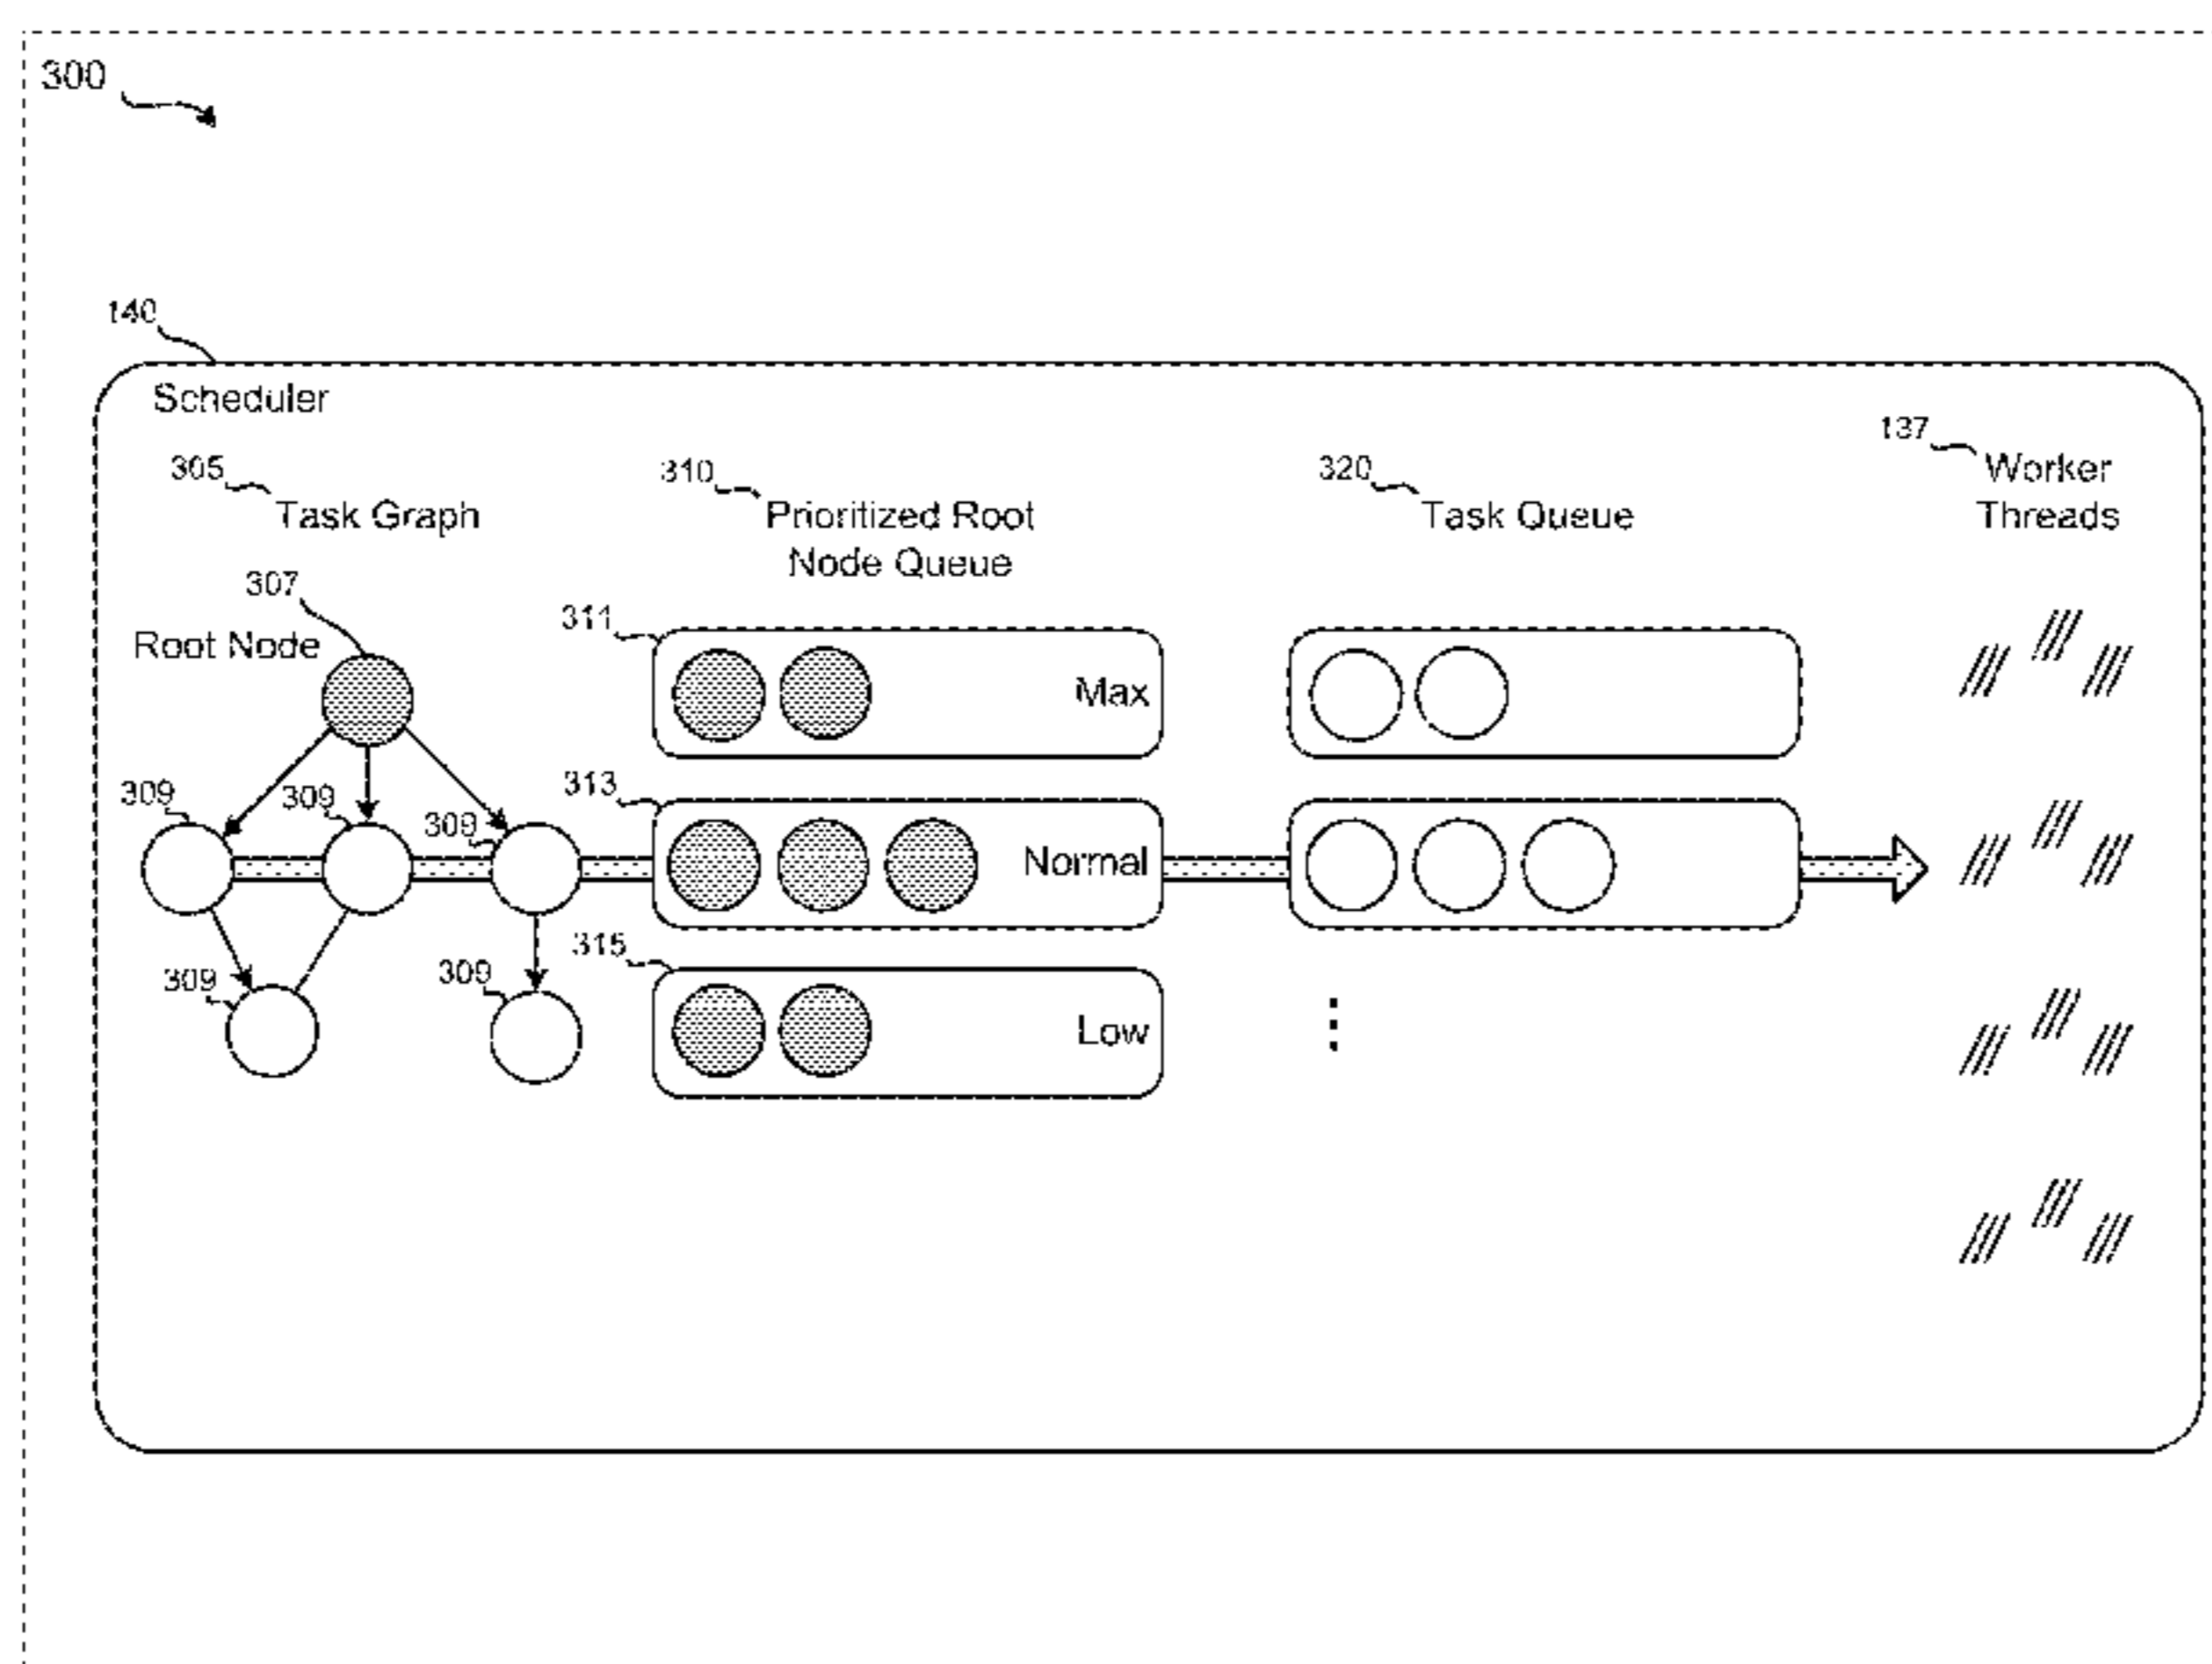 300
140
Scheduler
305
Task Graph
307
Root Node
309
309
309
309
309
310
Prioritized Root
Node Queue
311
Max
313
Normal
315
Low
320
Task Queue
137
Worker
Threads